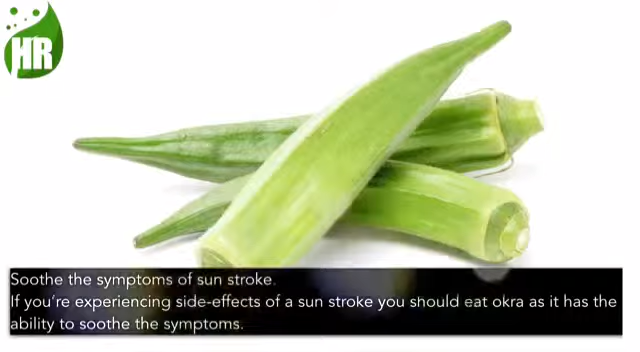 HR
Soothe the symptoms of sun stroke.
If you're experiencing side-effects of a sun stroke you should eat okra as it has the
ability to soothe the symptoms.